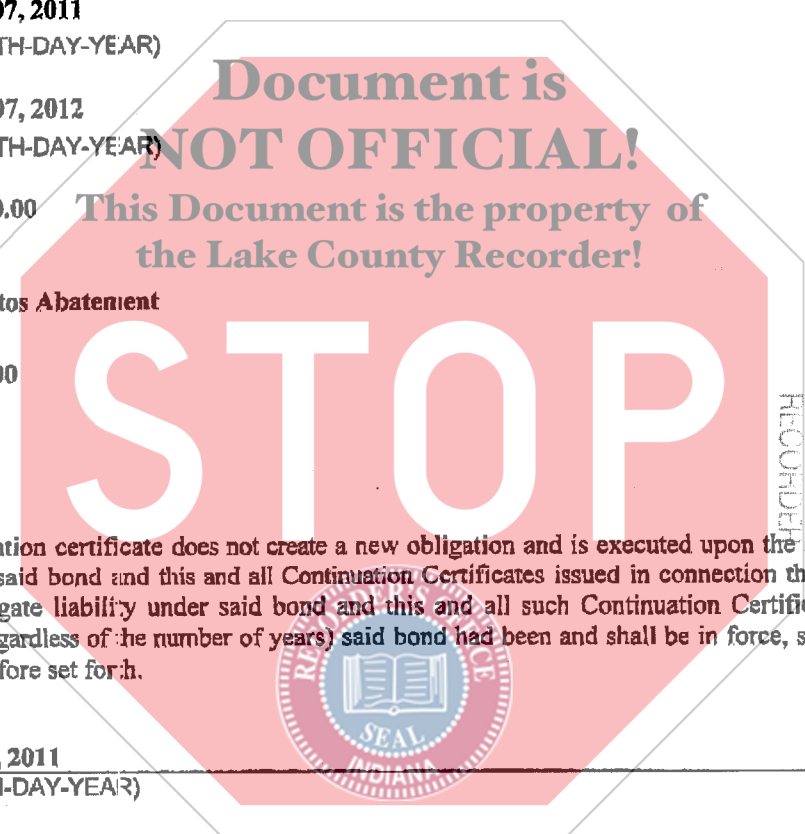 07, 2011
TH-DAY-YEAR)
Document is
07, 2012
TH-DAY-YEAR)
NOT OFFICIAL!
0.00
This Document is the property of
the Lake County Recorder!
tos Abatement
00
STOP
RECORDER
ation certificate does not create a new obligation and is executed upon the
said bond and this and all Continuation Certificates issued in connection th
gate liability under said bond and this and all such Continuation Certific
gardless of the number of years) said bond had been and shall be in force, s
fore set forth.
RECORDER'S OFFICE
SEAL
INDIANA
, 2011
H-DAY-YEAR)